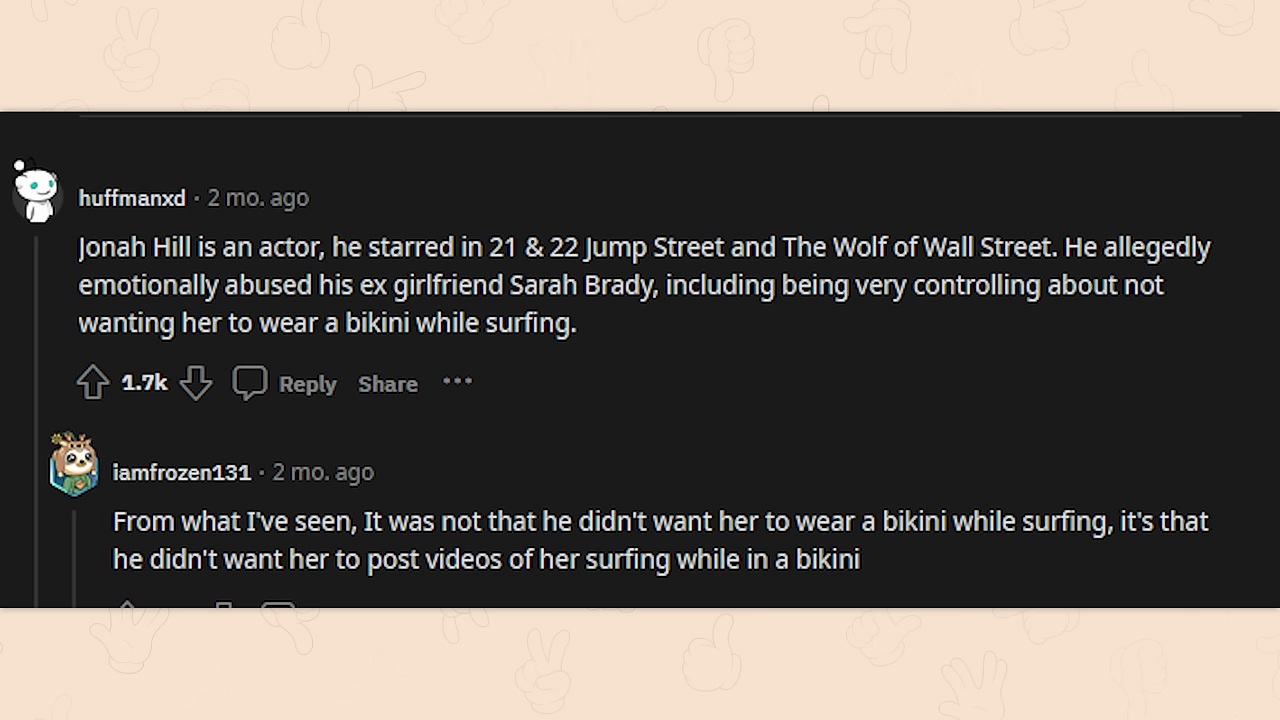 huffmanxd · 2 mo. ago
Jonah Hill is an actor, he starred in 21 & 22 Jump Street and The Wolf of Wall Street. He allegedly
emotionally abused his ex girlfriend Sarah Brady, including being very controlling about not
wanting her to wear a bikini while surfing.
1.7k Reply Share ···
iamfrozen131 · 2 mo. ago
From what I've seen, It was not that he didn't want her to wear a bikini while surfing, it's that
he didn't want her to post videos of her surfing while in a bikini